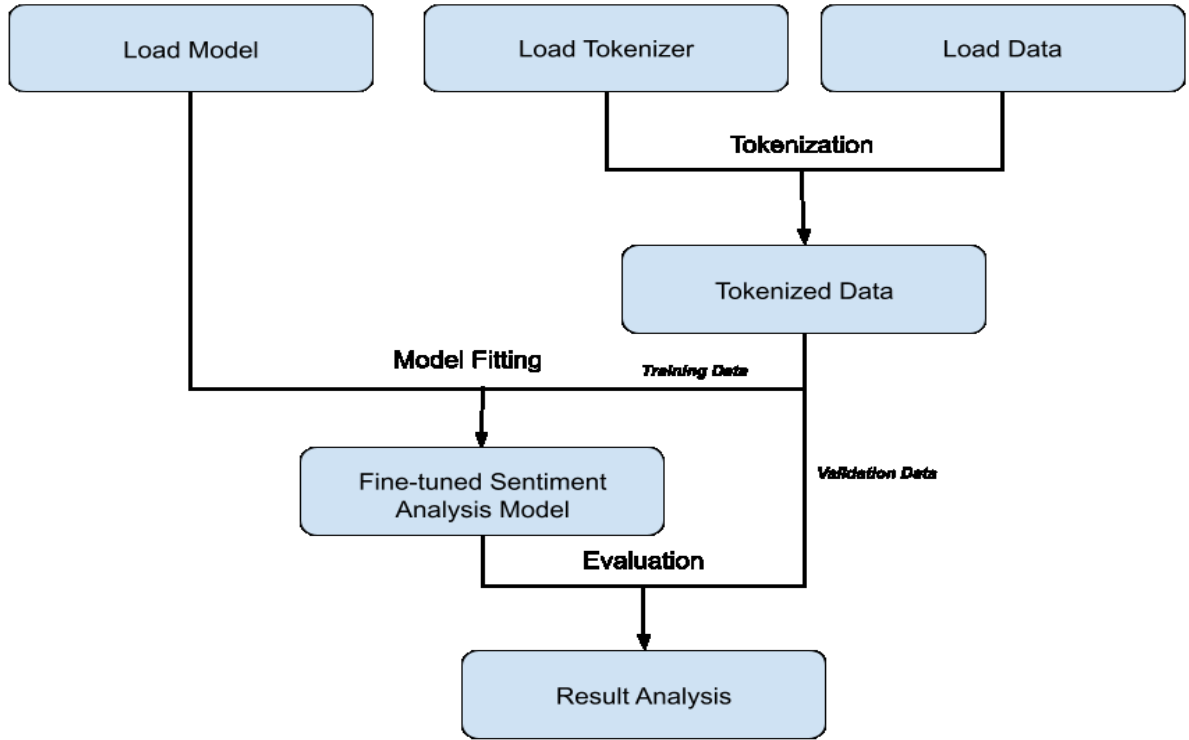 Load Model
Load Tokenizer
Load Data
Tokenization
Tokenized Data
Model Fitting
Training Data
Validation Data
Fine-tuned Sentiment
Analysis Model
Evaluation
Result Analysis